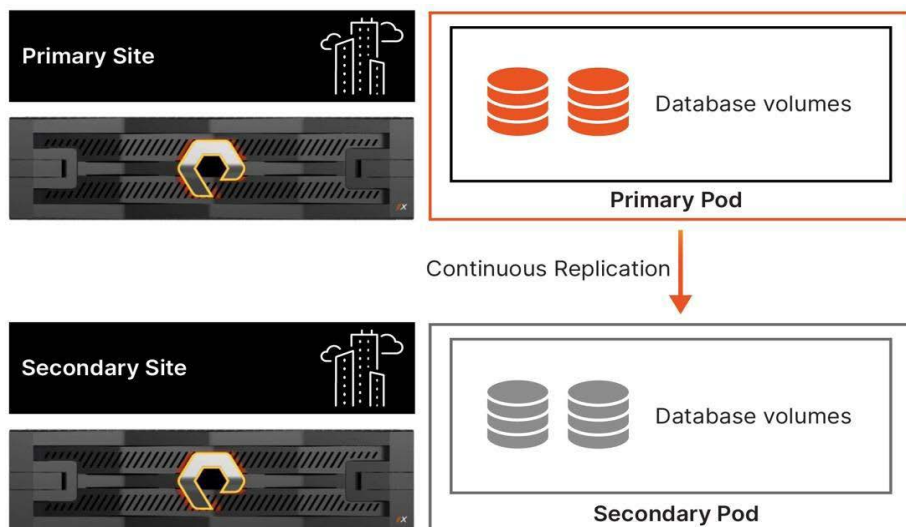 Primary Site
Database volumes
Primary Pod
Continuous Replication
Secondary Site
Database volumes
Secondary Pod